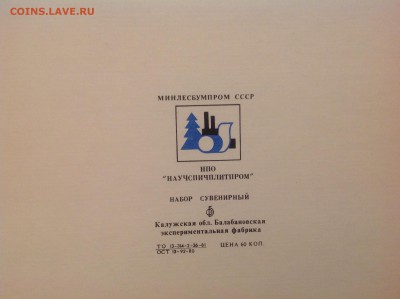 COINS.LAVE.RU
МИНЛЕСБУМПРОМ СССР
НПО
"НАУЧСПИЧПЛИТПРОМ"
НАБОР СУВЕНИРНЫЙ
Калужская обл. Балабановская
экспериментальная фабрика
ЦЕНА 60 КОП.